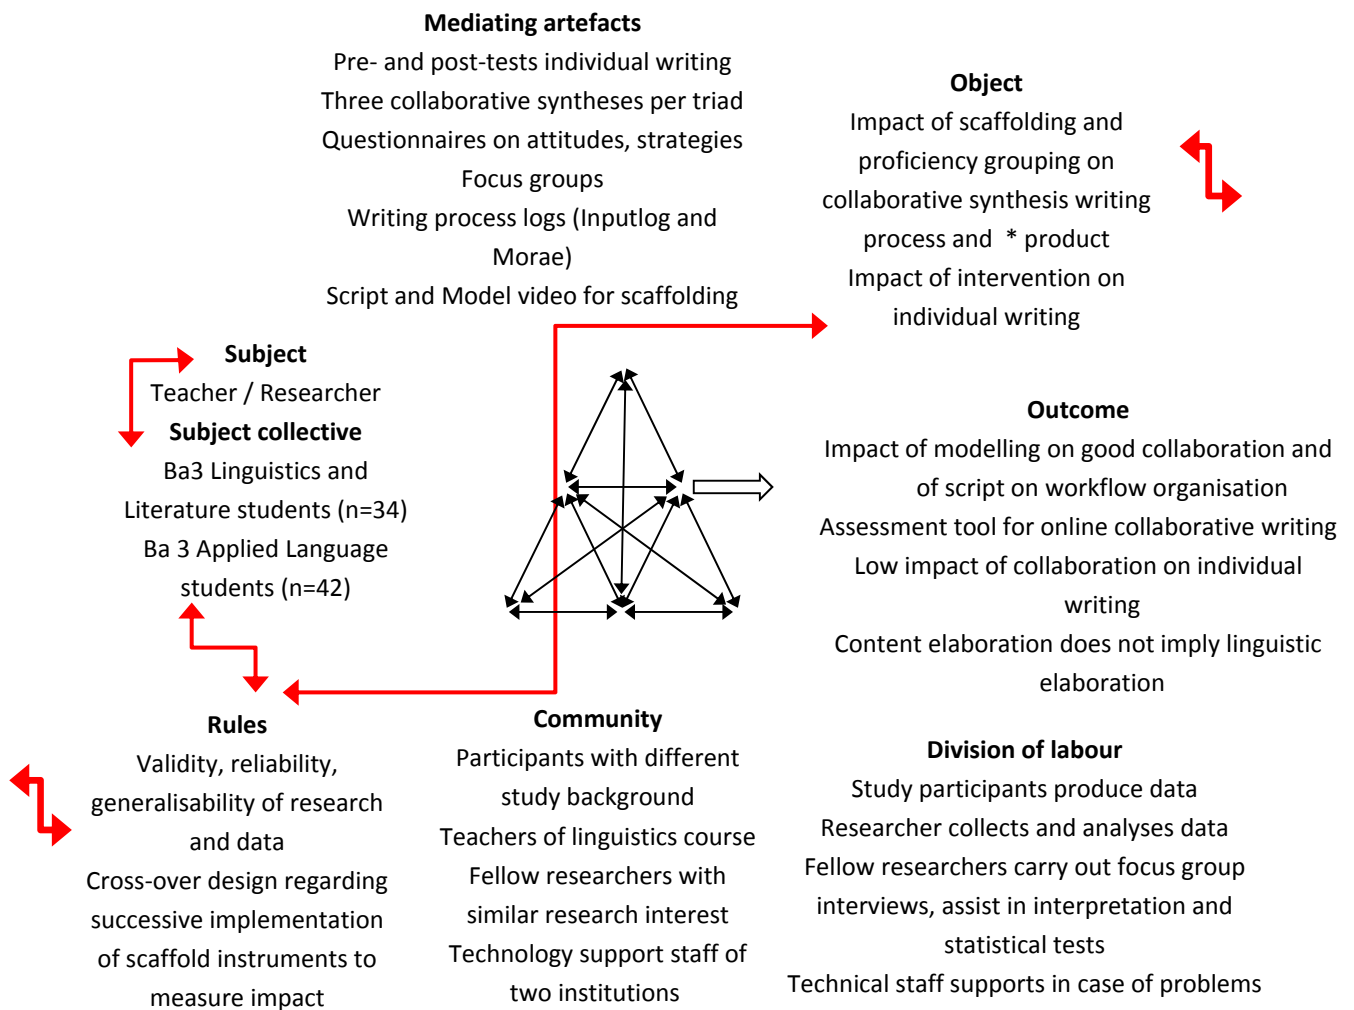 Mediating artefacts
Pre- and post-tests individual writing
Three collaborative syntheses per triad
Questionnaires on attitudes, strategies
Focus groups
Writing process logs (Inputlog and
Morae)
Script and Model video for scaffolding
Object
Impact of scaffolding and
proficiency grouping on
collaborative synthesis writing
process and * product
Impact of intervention on
individual writing
Subject
Teacher / Researcher
Subject collective
Ba3 Linguistics and
Literature students (n=34)
Ba 3 Applied Language
students (n=42)
Outcome
Impact of modelling on good collaboration and
of script on workflow organisation
Assessment tool for online collaborative writing
Low impact of collaboration on individual
writing
Content elaboration does not imply linguistic
elaboration
Rules
Validity, reliability,
generalisability of research
and data
Cross-over design regarding
successive implementation
of scaffold instruments to
measure impact
Community
Participants with different
study background
Teachers of linguistics course
Fellow researchers with
similar research interest
Technology support staff of
two institutions
Division of labour
Study participants produce data
Researcher collects and analyses data
Fellow researchers carry out focus group
interviews, assist in interpretation and
statistical tests
Technical staff supports in case of problems